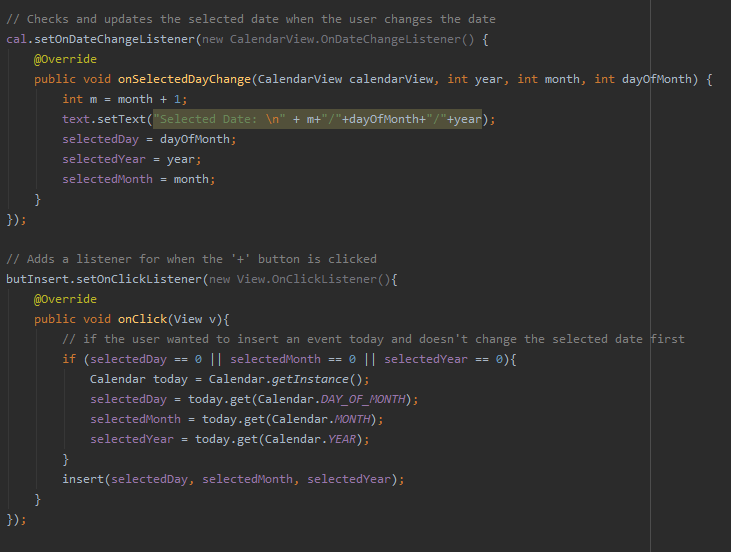 // Checks and updates the selected date when the user changes the date
cal.setOnDateChangeListener(new CalendarView.OnDateChangeListener() {
@Override
public void onSelectedDayChange(CalendarView calendarView, int year, int month, int dayOfMonth) {
int m = month + 1;
text.setText("Selected Date: \n" + m+"/"+dayOfMonth+"/"+year);
selectedDay = dayOfMonth;
selectedYear = year;
selectedMonth = month;
}
});
// Adds a listener for when the '+' button is clicked
butInsert.setOnClickListener(new View.OnClickListener(){
@Override
public void onClick(View v){
// if the user wanted to insert an event today and doesn't change the selected date first
if (selectedDay == 0 || selectedMonth == 0 || selectedYear == 0){
Calendar today = Calendar.getInstance();
selectedDay = today.get(Calendar.DAY_OF_MONTH);
selectedMonth = today.get(Calendar.MONTH);
selectedYear = today.get(Calendar.YEAR);
}
insert(selectedDay, selectedMonth, selectedYear);
}
});